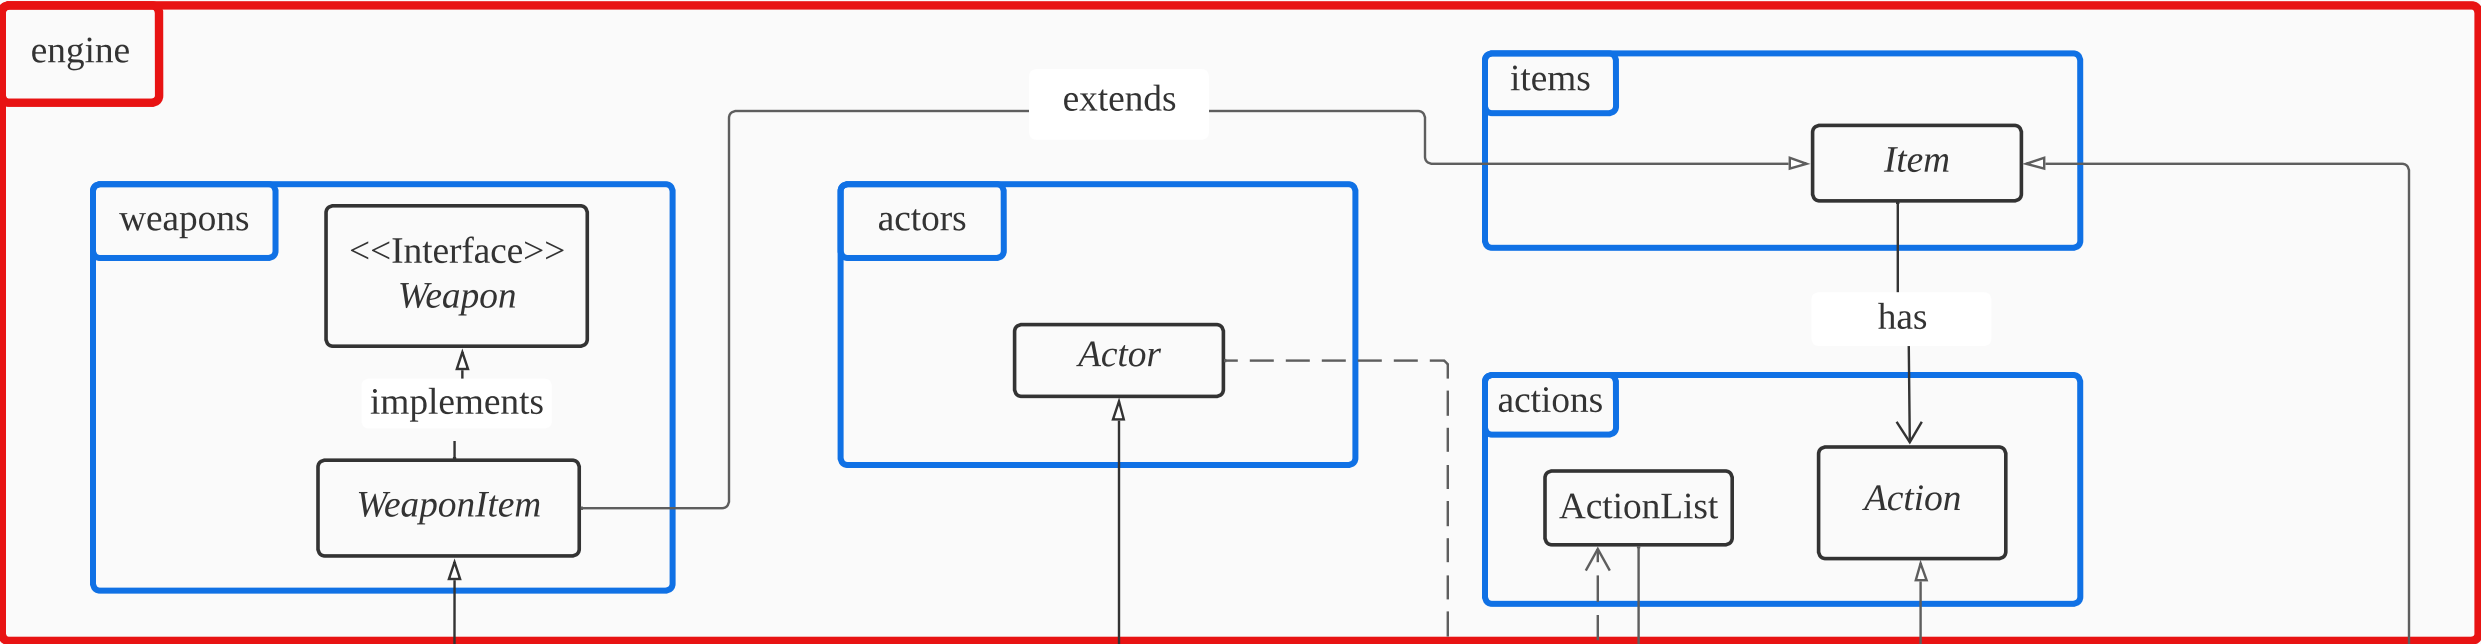 engine
extends
items
Item
weapons
<<Interface>>
Weapon
actors
has
Actor
implements
actions
WeaponItem
ActionList
Action